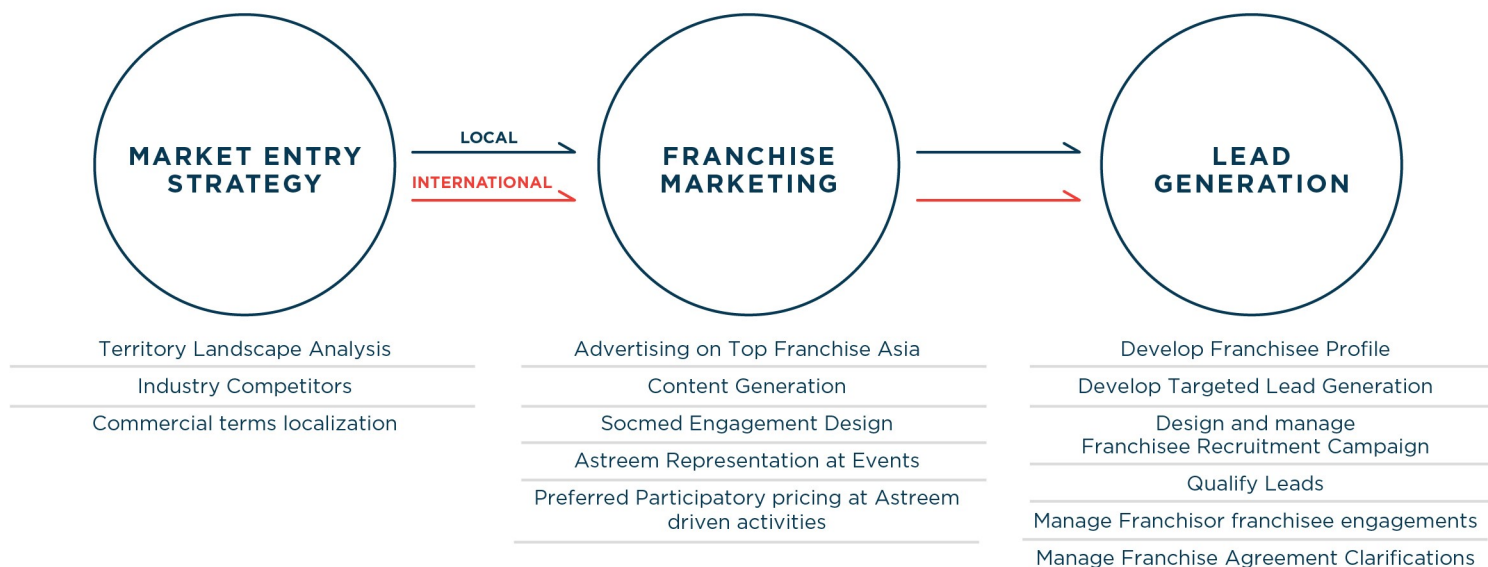 MARKET ENTRY
STRATEGY
LOCAL
INTERNATIONAL
FRANCHISE
MARKETING
LEAD
GENERATION
Territory Landscape Analysis
Industry Competitors
Commercial terms localization
Advertising on Top Franchise Asia
Content Generation
Socmed Engagement Design
Astreem Representation at Events
Preferred Participatory pricing at Astreem
driven activities
Develop Franchisee Profile
Develop Targeted Lead Generation
Design and manage
Franchisee Recruitment Campaign
Qualify Leads
Manage Franchisor franchisee engagements
Manage Franchise Agreement Clarifications